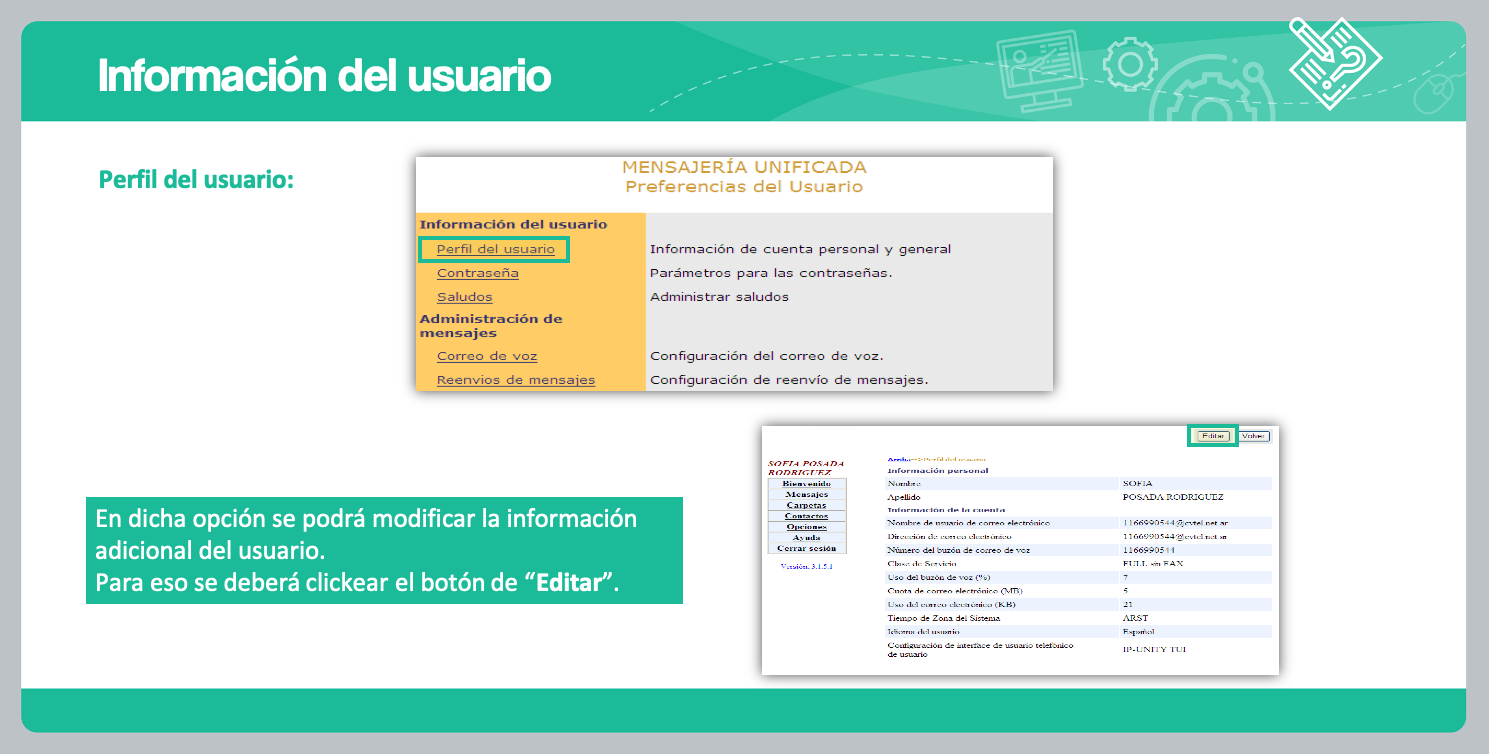 Información del usuario
Perfil del usuario:
MENSAJERÍA UNIFICADA
Preferencias del Usuario
Información del usuario
Perfil del usuario Información de cuenta personal y general
Contraseña Parámetros para las contraseñas.
Saludos Administrar saludos
Administración de
mensajes
Correo de voz Configuración del correo de voz.
Reenvios de mensajes Configuración de reenvío de mensajes.
En dicha opción se podrá modificar la información
adicional del usuario.
Para eso se deberá clickear el botón de “Editar”.
Editar Volver
SOFIA POSADA
RODRIGUEZ
Bienvenido
Mensajes
Carpetas
Contactos
Opciones
Ayuda
Cerrar sesión
Versión: 3.1.5.1
Perfil del usuario
Información personal
Nombre SOFIA
Apellido POSADA RODRIGUEZ
Información de la cuenta
Nombre de usuario de correo electrónico 1166990544@cvtel.net.ar
Dirección de correo electrónico 1166990544@cvtel.net.ar
Número del buzón de correo de voz 1166990544
Clase de Servicio FULL sin FAX
Uso del buzón de voz (%) 7
Cuota de correo electrónico (MB) 5
Uso del correo electrónico (KB) 21
Tiempo de Zona del Sistema ARST
Idioma del usuario Español
Configuración de interface de usuario telefónico
de usuario IP-UNITY TUI